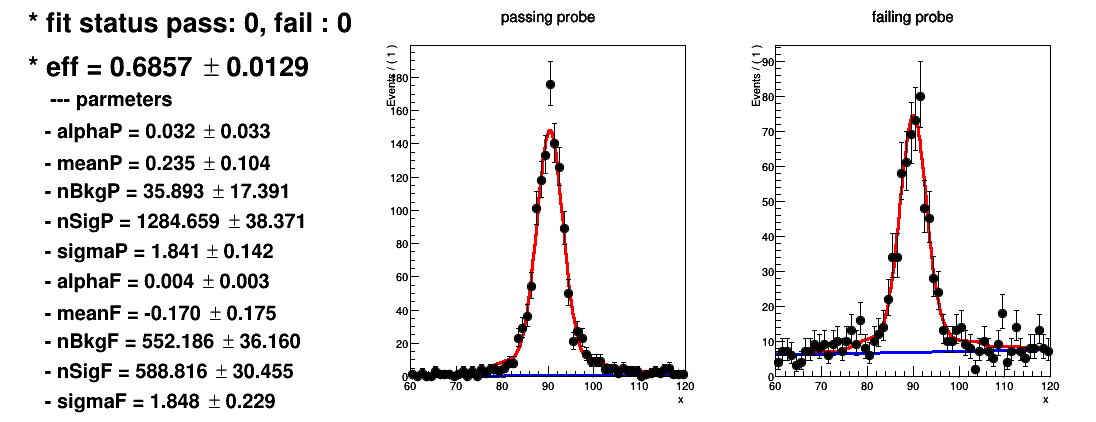 * fit status pass: 0, fail : 0
* eff = 0.6857 ± 0.0129
--- parmeters
- alphaP = 0.032 ± 0.033
- meanP = 0.235 ± 0.104
- nBkgP = 35.893 ± 17.391
- nSigP = 1284.659 ± 38.371
- sigmaP = 1.841 ± 0.142
- alphaF = 0.004 ± 0.003
- meanF = -0.170 ± 0.175
- nBkgF = 552.186 ± 36.160
- nSigF = 588.816 ± 30.455
- sigmaF = 1.848 ± 0.229
passing probe
Events / ( 1 )
180
160
140
120
100
80
60
40
20
0
60 70 80 90 100 110 120
x
failing probe
Events / ( 1 )
90
80
70
60
50
40
30
20
10
0
60 70 80 90 100 110 120
x